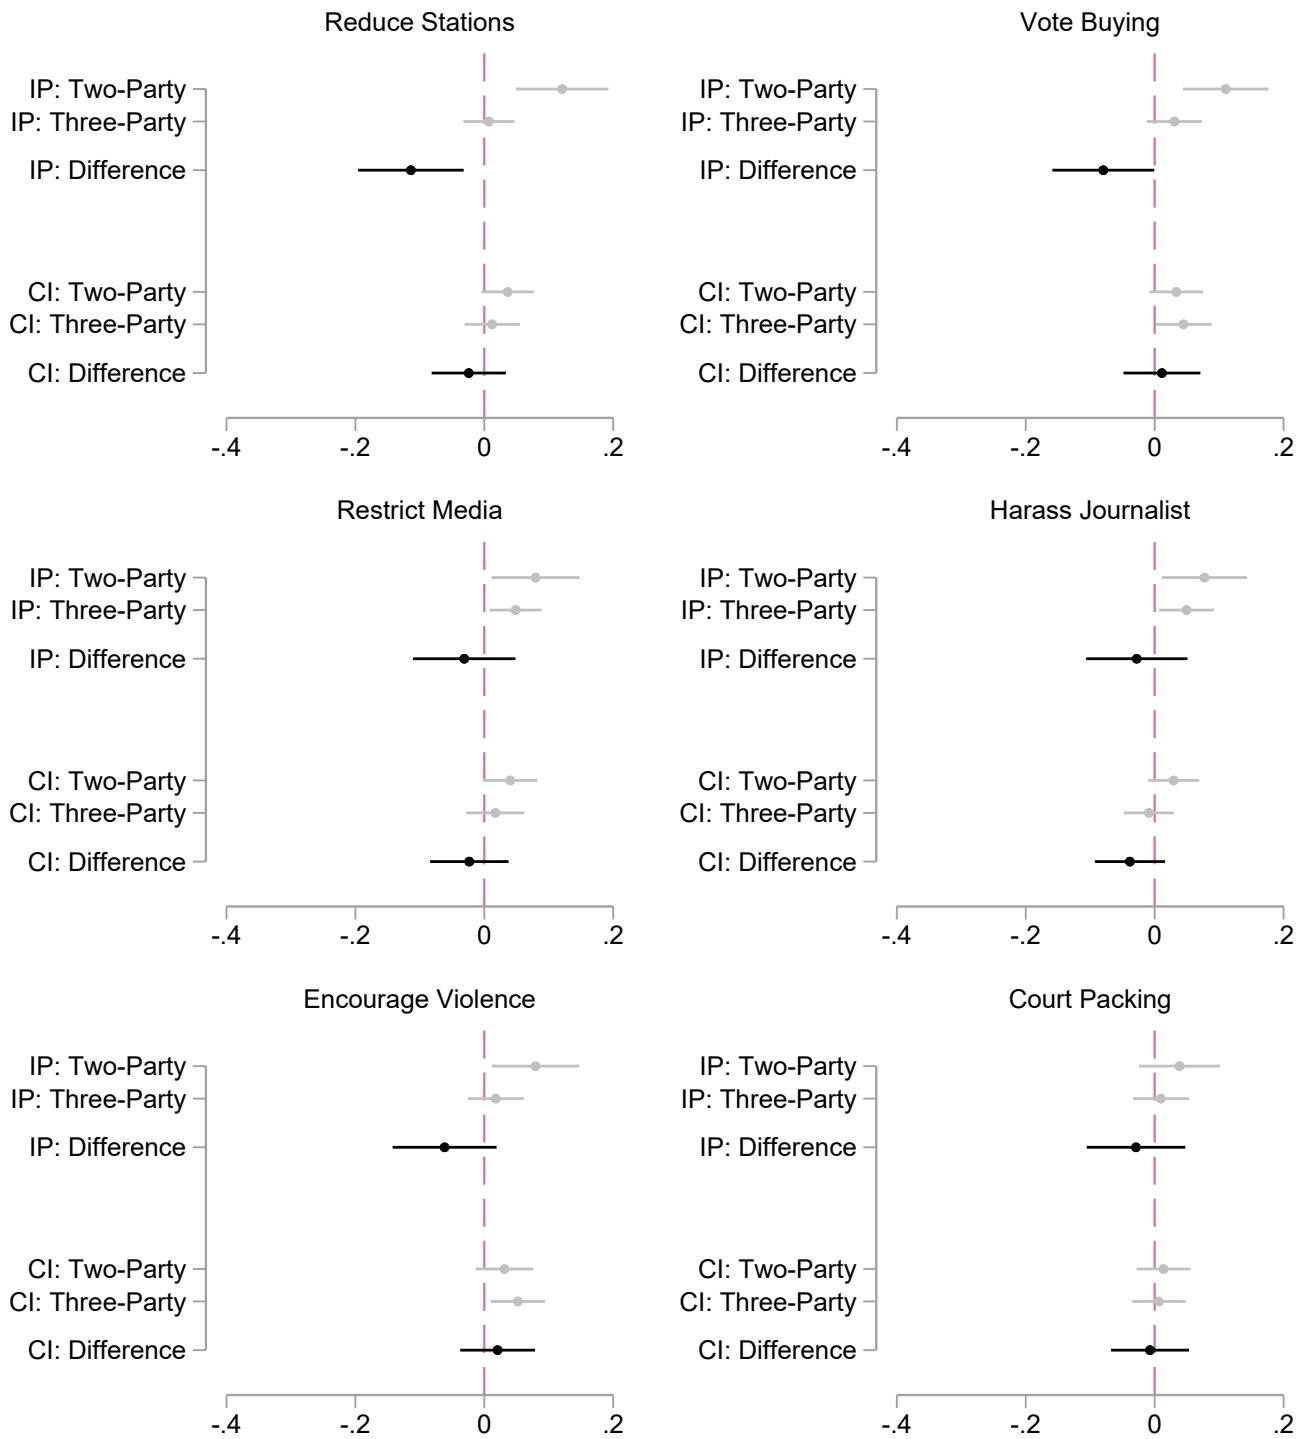 Reduce Stations
IP: Two-Party
IP: Three-Party
IP: Difference
CI: Two-Party
CI: Three-Party
CI: Difference
-.4 -.2 0 .2
Vote Buying
IP: Two-Party
IP: Three-Party
IP: Difference
CI: Two-Party
CI: Three-Party
CI: Difference
-.4 -.2 0 .2
Restrict Media
IP: Two-Party
IP: Three-Party
IP: Difference
CI: Two-Party
CI: Three-Party
CI: Difference
-.4 -.2 0 .2
Harass Journalist
IP: Two-Party
IP: Three-Party
IP: Difference
CI: Two-Party
CI: Three-Party
CI: Difference
-.4 -.2 0 .2
Encourage Violence
IP: Two-Party
IP: Three-Party
IP: Difference
CI: Two-Party
CI: Three-Party
CI: Difference
-.4 -.2 0 .2
Court Packing
IP: Two-Party
IP: Three-Party
IP: Difference
CI: Two-Party
CI: Three-Party
CI: Difference
-.4 -.2 0 .2